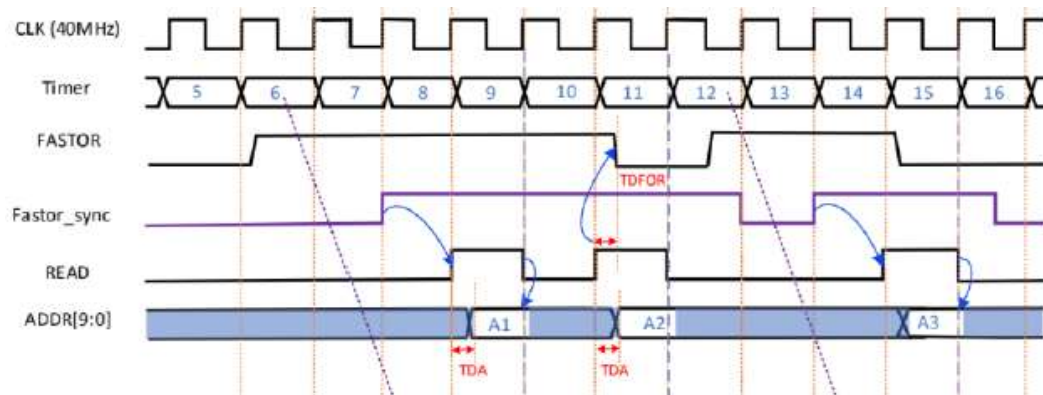 CLK (40MHz)
Timer 5 6 7 8 9 10 11 12 13 14 15 16
FASTOR
TDFOR
Fastor_sync
READ
ADDR[9:0] A1 A2 A3
TDA TDA